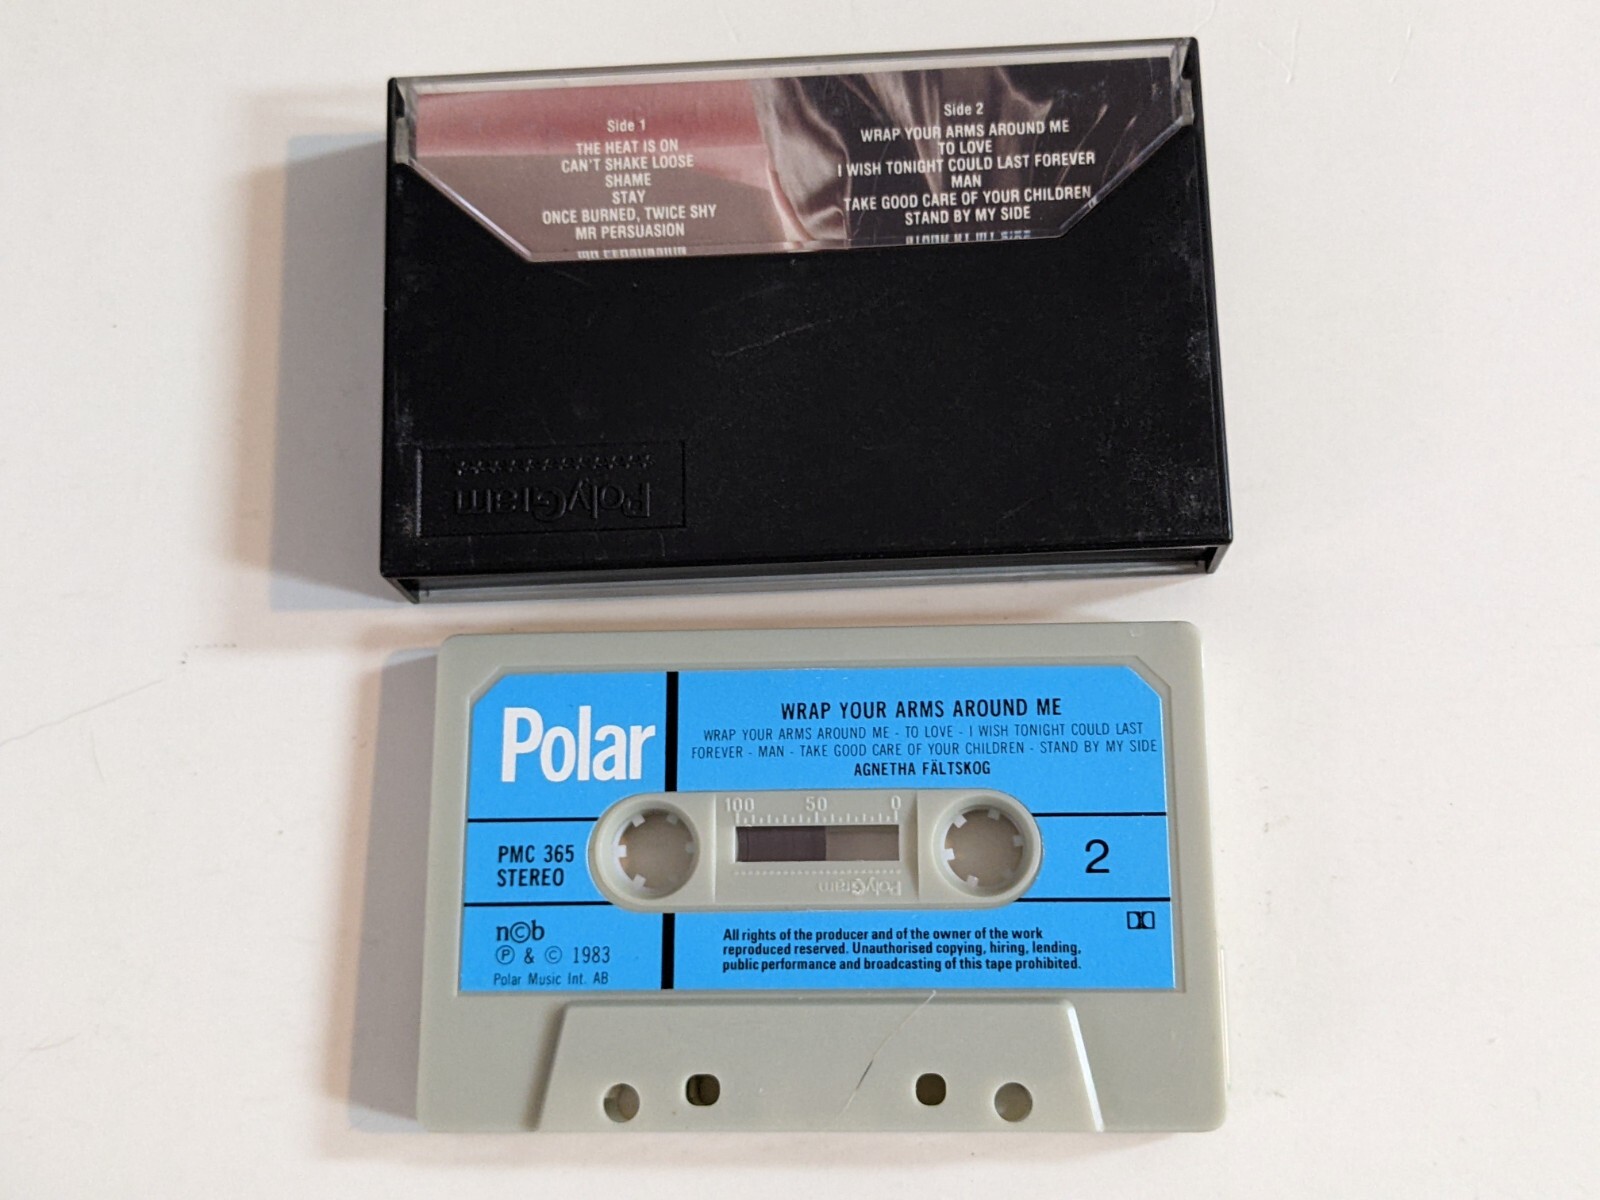 Side 1
THE HEAT IS ON
CAN'T SHAKE LOOSE
SHAME
STAY
ONCE BURNED, TWICE SHY
MR PERSUASION
Side 2
WRAP YOUR ARMS AROUND ME
TO LOVE
I WISH TONIGHT COULD LAST FOREVER
MAN
TAKE GOOD CARE OF YOUR CHILDREN
STAND BY MY SIDE
PolyGram
Polar
WRAP YOUR ARMS AROUND ME
WRAP YOUR ARMS AROUND ME - TO LOVE - I WISH TONIGHT COULD LAST
FOREVER - MAN - TAKE GOOD CARE OF YOUR CHILDREN - STAND BY MY SIDE
AGNETHA FÄLTSKOG
100 50 0
PolyGram
PMC 365
STEREO
2
n©b
℗ & © 1983
Polar Music Int. AB
All rights of the producer and of the owner of the work
reproduced reserved. Unauthorised copying, hiring, lending,
public performance and broadcasting of this tape prohibited.